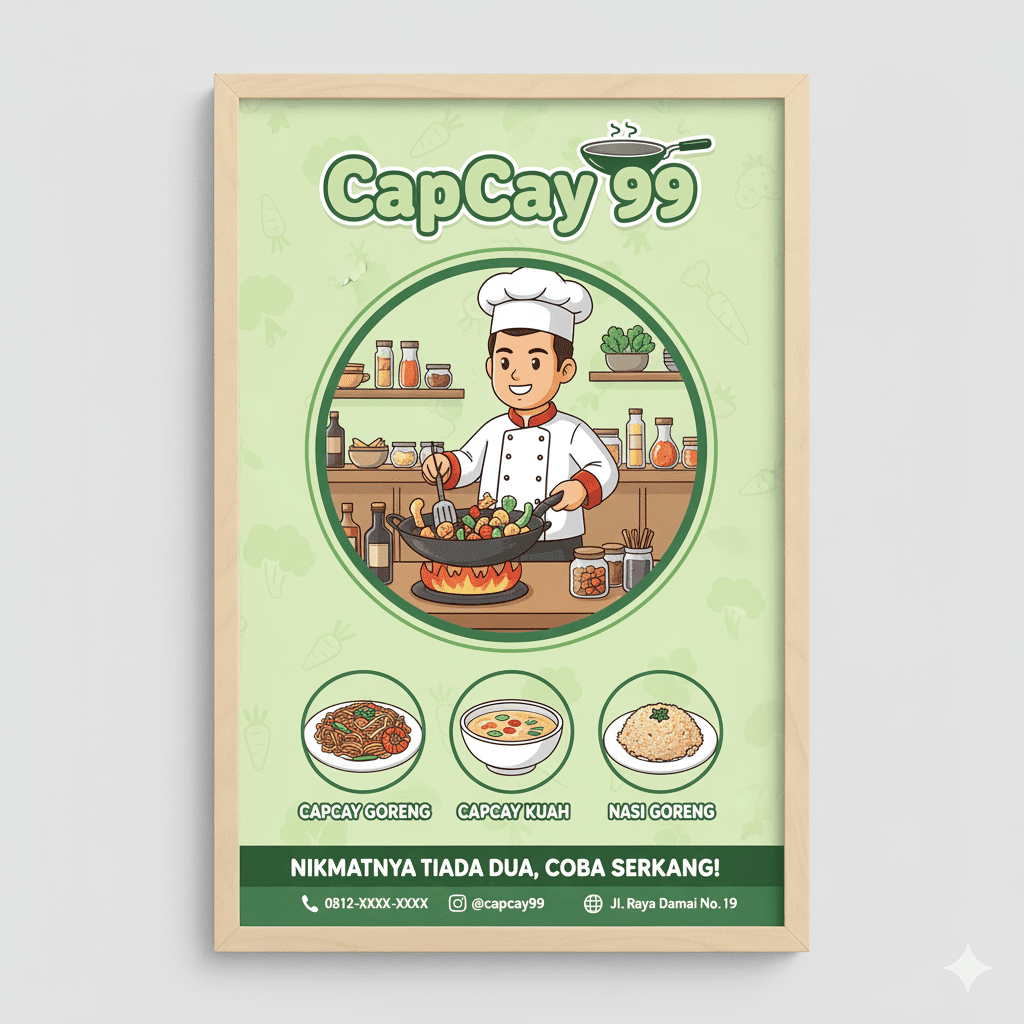 CapCay 99
CAPCAY GORENG
CAPCAY KUAH
NASI GORENG
NIKMATNYA TIADA DUA, COBA SERKANG!
0812-XXXX-XXXX
@capcay99
Jl. Raya Damai No. 19